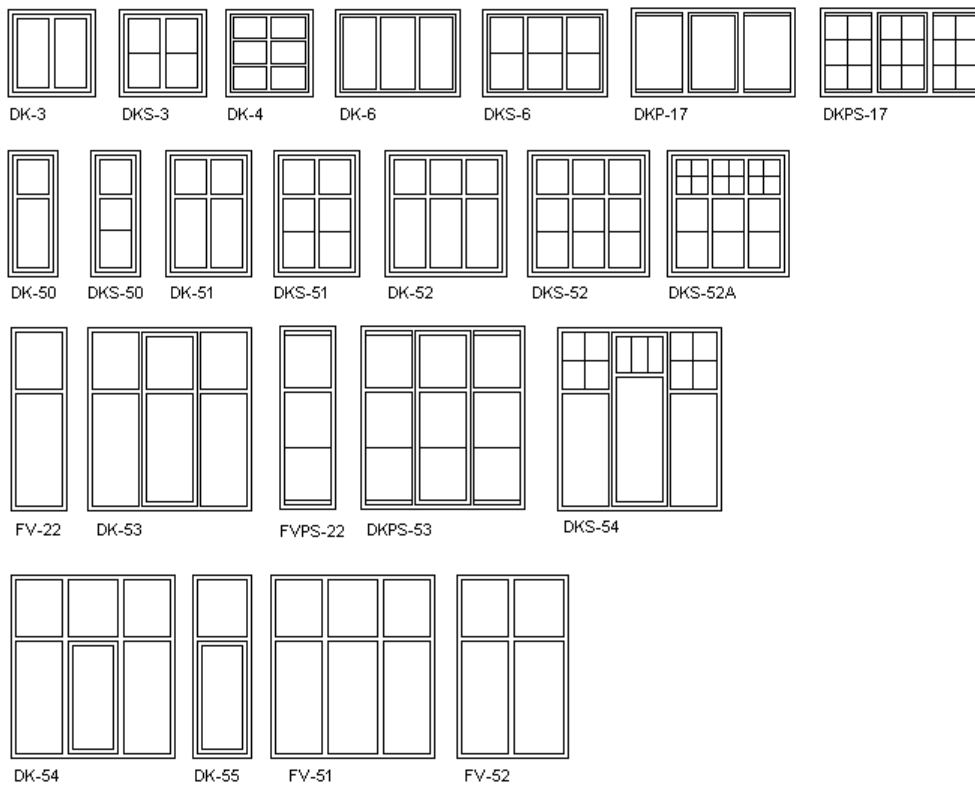 DK-3 DKS-3 DK-4 DK-6 DKS-6 DKP-17 DKPS-17
DK-50 DKS-50 DK-51 DKS-51 DK-52 DKS-52 DKS-52A
FV-22 DK-53 FVPS-22 DKPS-53 DKS-54
DK-54 DK-55 FV-51 FV-52